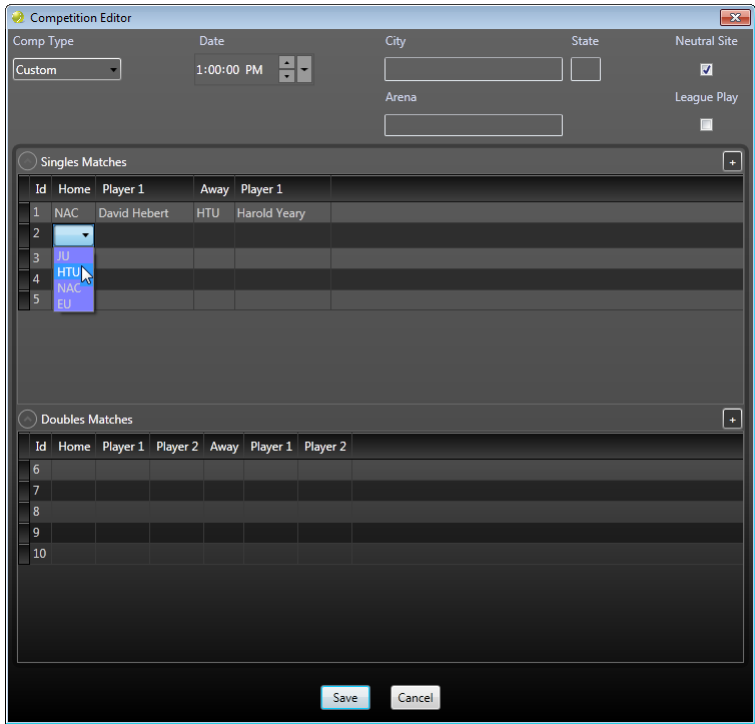 Competition Editor
Comp Type Date City State Neutral Site
Custom 1:00:00 PM
Arena League Play
Singles Matches +
Id Home Player 1 Away Player 1
1 NAC David Hebert HTU Harold Yeary
2
3 JU
4 HTU
NAC
5 EU
Doubles Matches +
Id Home Player 1 Player 2 Away Player 1 Player 2
6
7
8
9
10
Save Cancel